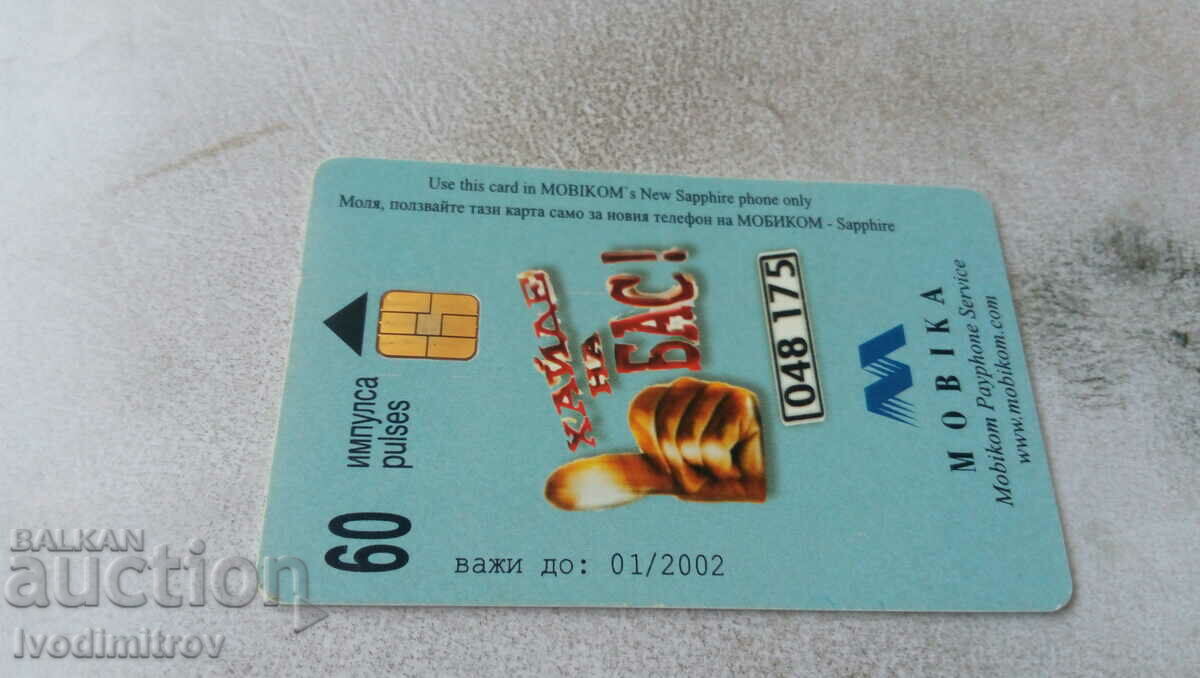 Use this card in MOBIKOM`s New Sapphire phone only
Моля, ползвайте тази карта само за новия телефон на МОБИКОМ - Sapphire
ХАЙДЕ
НА
БАС!
048 175
MOBIKA
Mobikom Payphone Service
www.mobikom.com
60
импулса
pulses
важи до: 01/2002
BALKAN
auction
Ivodimitrov